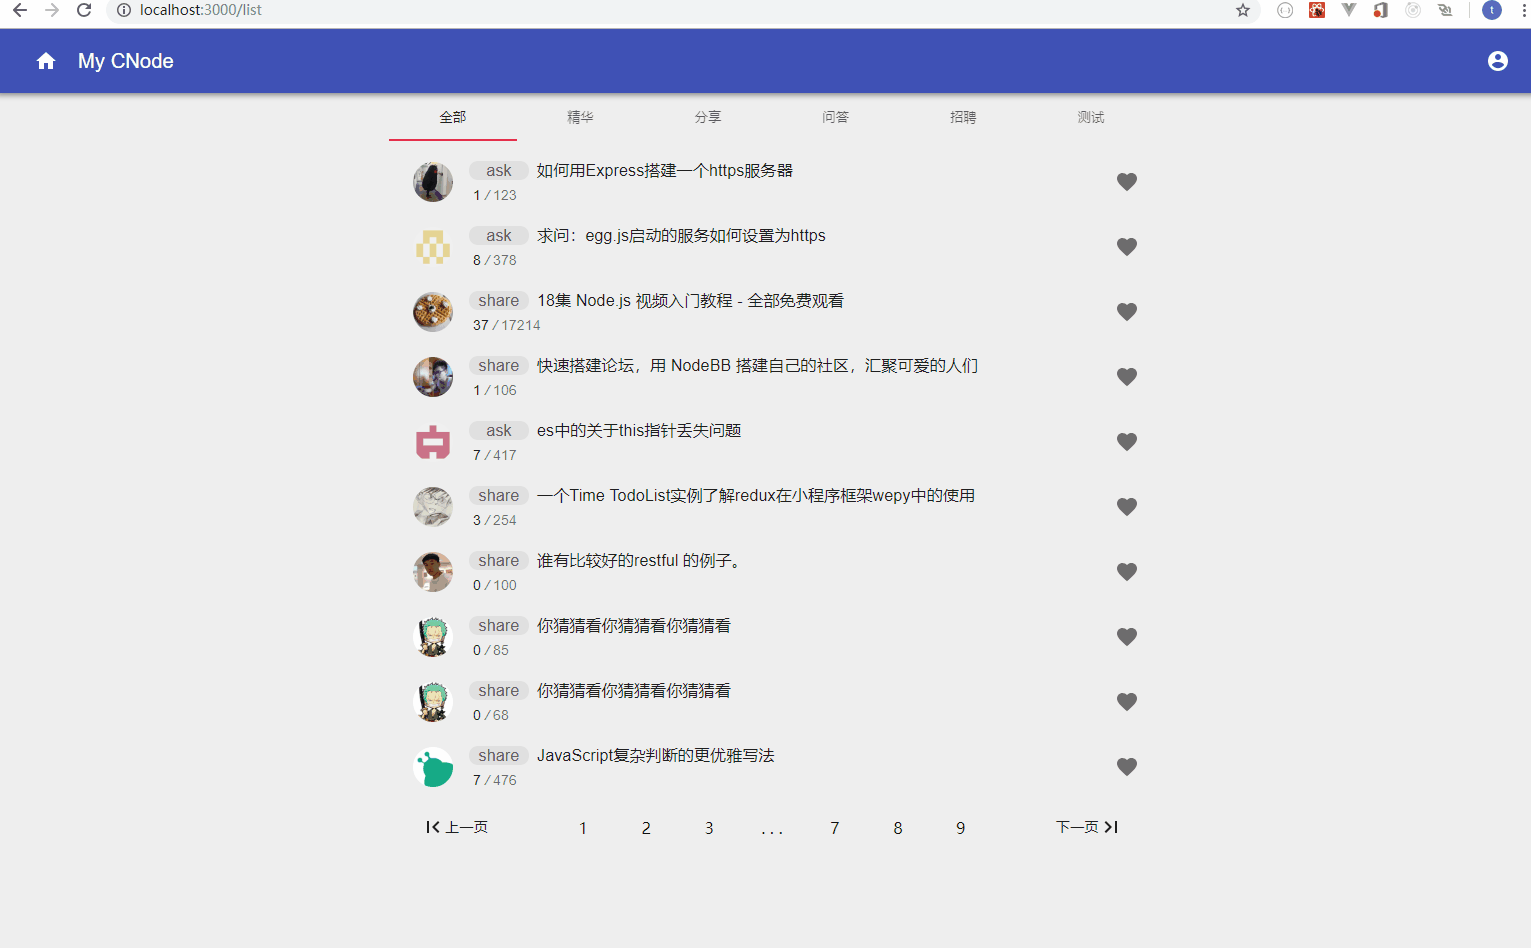 localhost:3000/list
t
My CNode
全部 精华 分享 问答 招聘 测试
ask 如何用Express搭建一个https服务器
1 / 123
ask 求问：egg.js启动的服务如何设置为https
8 / 378
share 18集 Node.js 视频入门教程 - 全部免费观看
37 / 17214
share 快速搭建论坛，用 NodeBB 搭建自己的社区，汇聚可爱的人们
1 / 106
ask es中的关于this指针丢失问题
7 / 417
share 一个Time TodoList实例了解redux在小程序框架wepy中的使用
3 / 254
share 谁有比较好的restful 的例子。
0 / 100
share 你猜猜看你猜猜看你猜猜看
0 / 85
share 你猜猜看你猜猜看你猜猜看
0 / 68
share JavaScript复杂判断的更优雅写法
7 / 476
上一页 1 2 3 ... 7 8 9 下一页